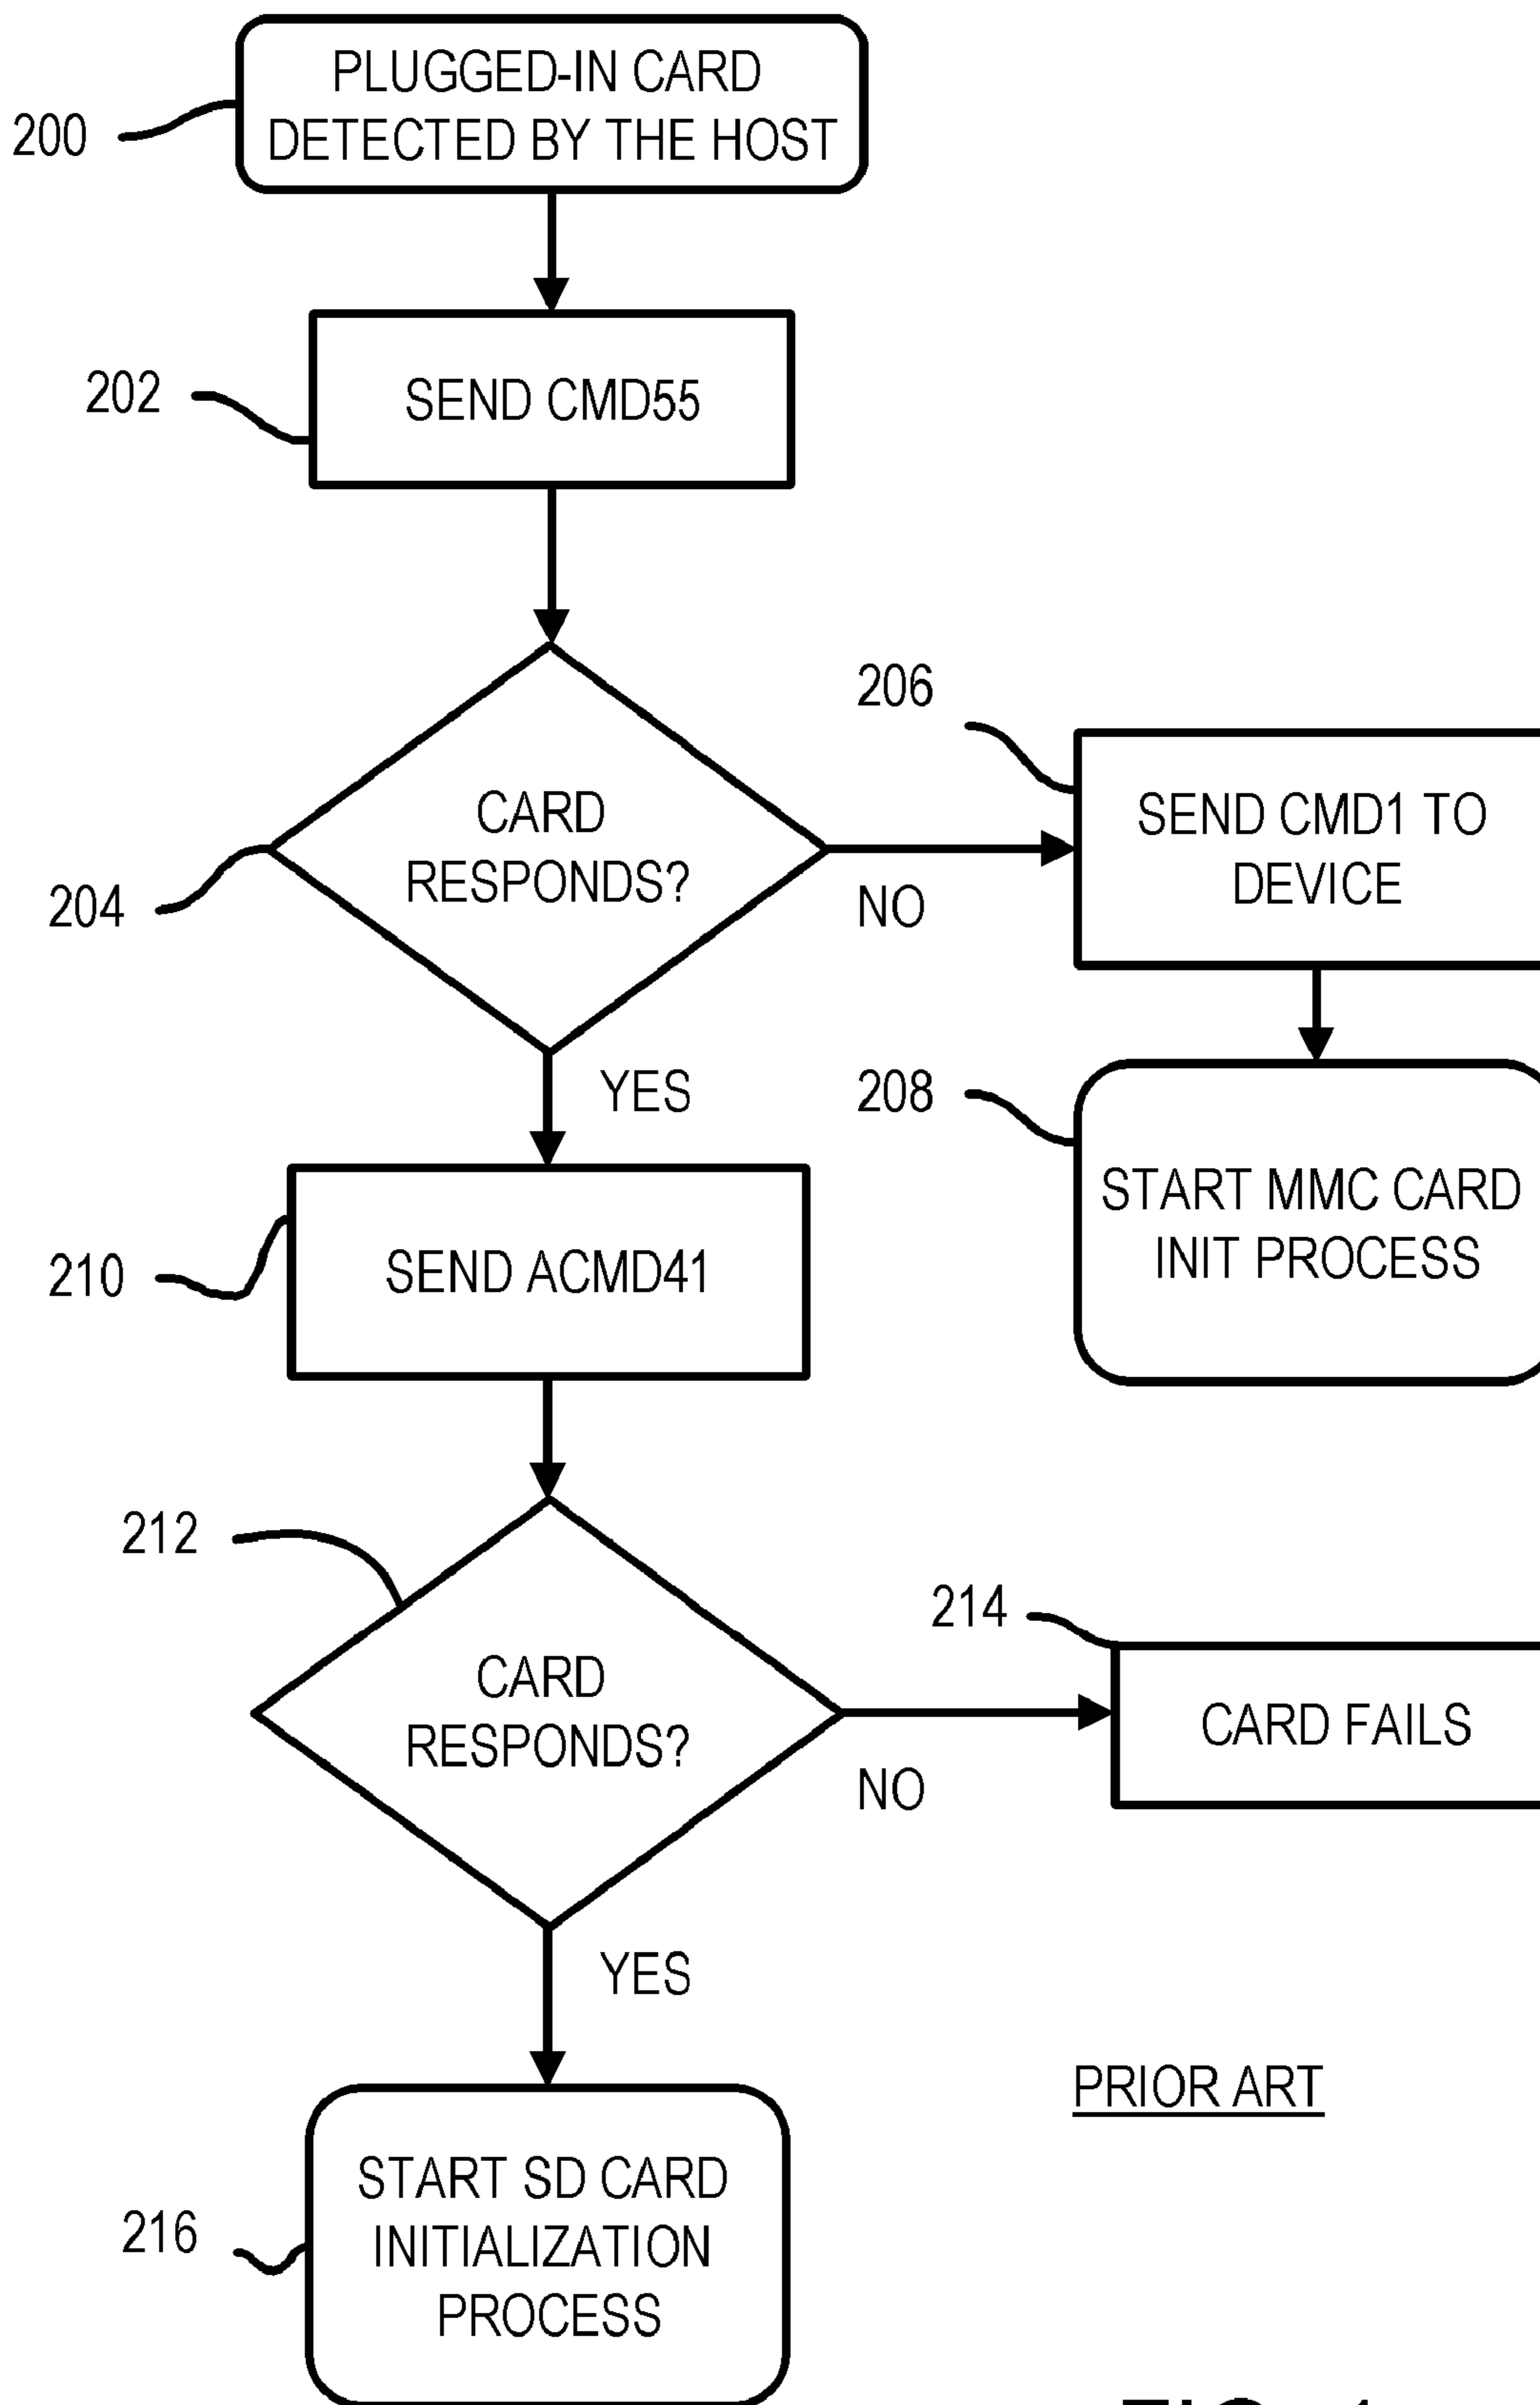 PLUGGED-IN CARD
DETECTED BY THE HOST
200
SEND CMD55
202
206
CARD
RESPONDS?
204
NO
SEND CMD1 TO
DEVICE
YES
208
START MMC CARD
INIT PROCESS
SEND ACMD41
210
212
214
CARD
RESPONDS?
NO
CARD FAILS
YES
PRIOR ART
START SD CARD
INITIALIZATION
PROCESS
216